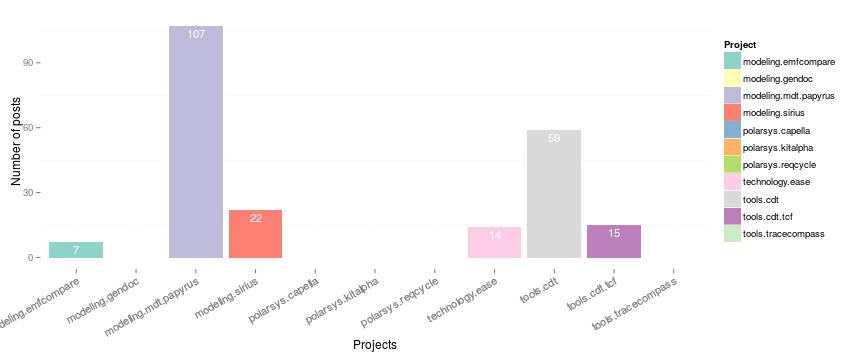 Number of posts
90
60
30
0
107
7
22
14
59
15
deling.emfcompare
modeling.gendoc
modeling.mdt.papyrus
modeling.sirius
polarsys.capella
polarsys.kitalpha
polarsys.reqcycle
technology.ease
tools.cdt
tools.cdt.tcf
tools.tracecompass
Projects
Project
modeling.emfcompare
modeling.gendoc
modeling.mdt.papyrus
modeling.sirius
polarsys.capella
polarsys.kitalpha
polarsys.reqcycle
technology.ease
tools.cdt
tools.cdt.tcf
tools.tracecompass